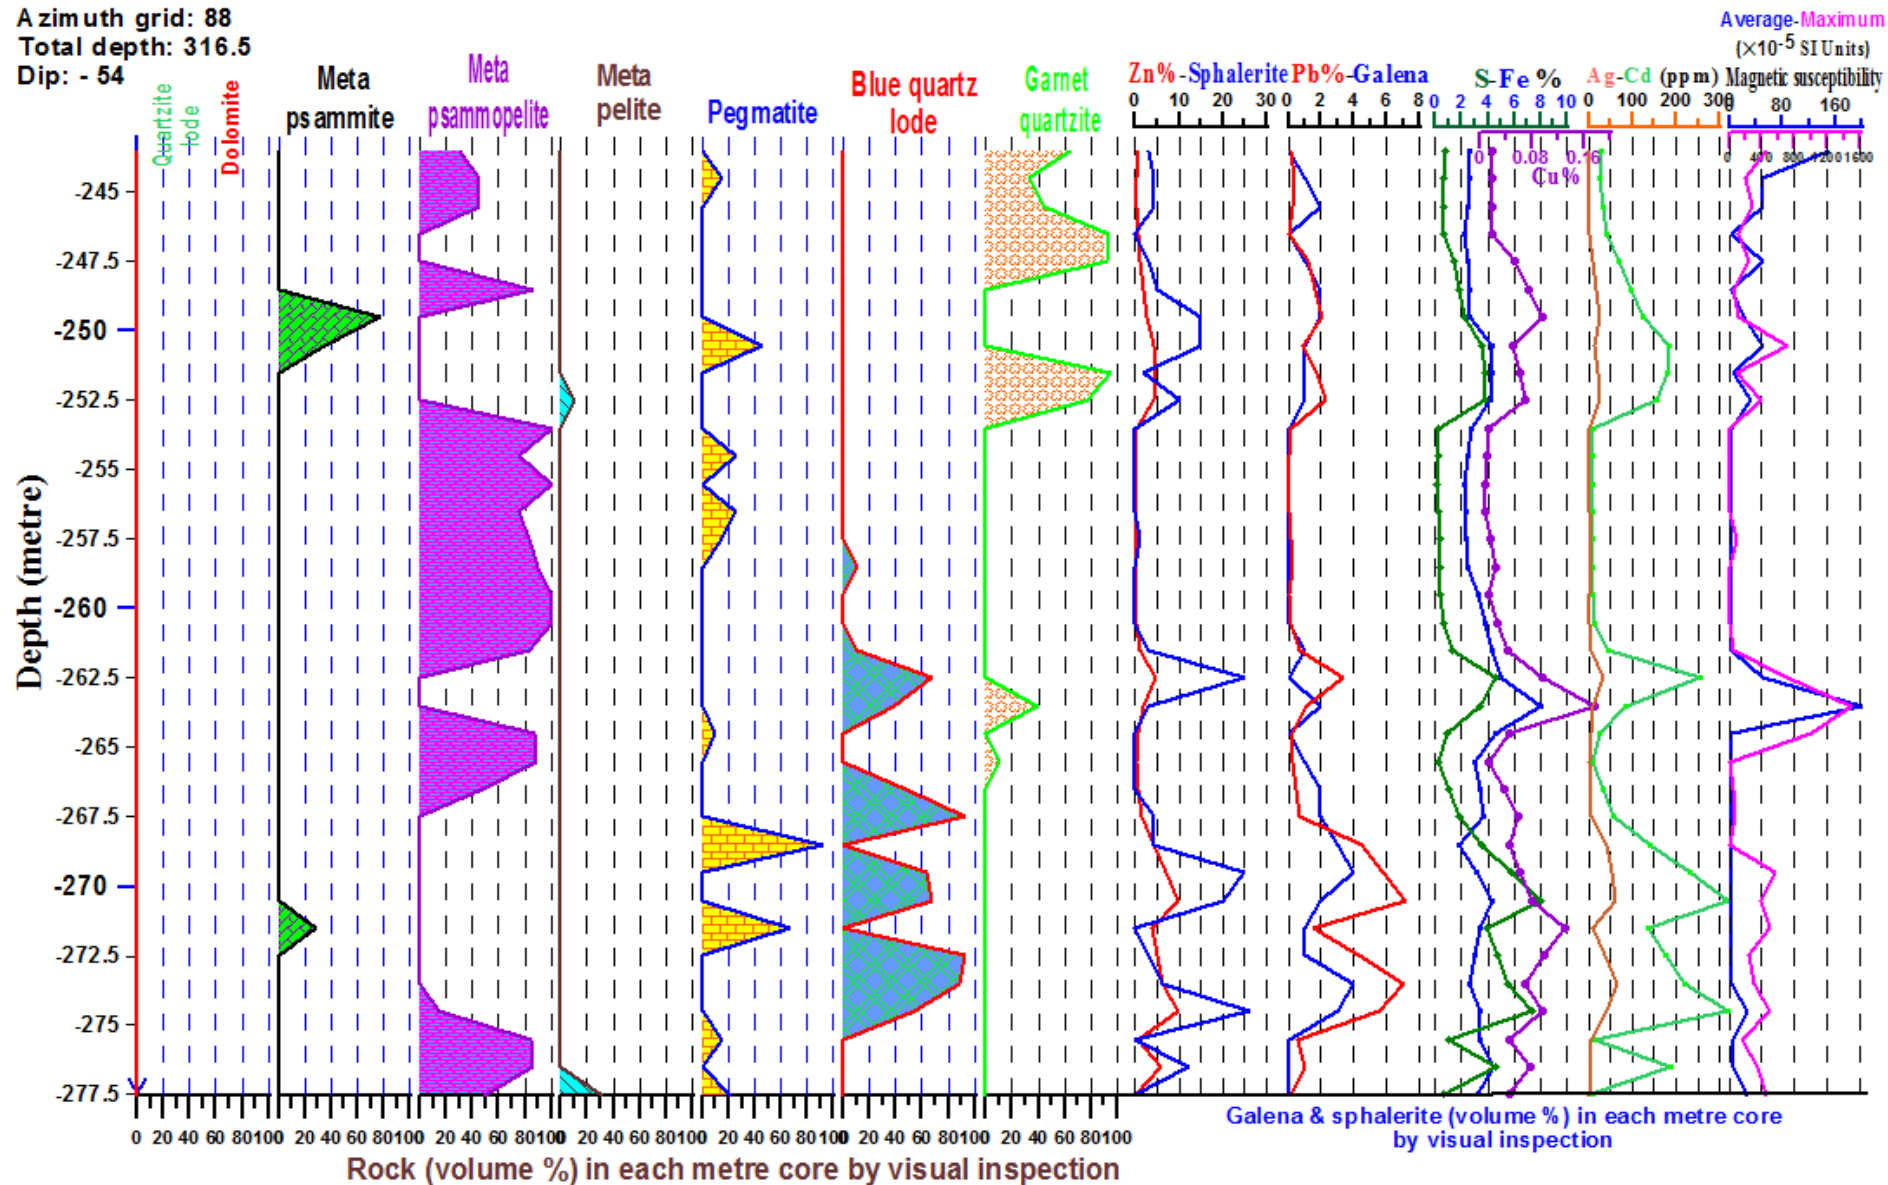 Azimuth grid: 88
Total depth: 316.5
Dip: - 54
Quartzite
lode
Dolomite
Meta
psammite
Meta
psammopelite
Meta
pelite
Pegmatite
Blue quartz
lode
Garnet
quartzite
Zn%-Sphalerite
0 10 20 30
Pb%-Galena
0 2 4 6 8
S-Fe %
0 2 4 6 8 10
0 0.08 0.16
Cu%
Ag-Cd (ppm)
0 100 200 300
Average-Maximum
(×10-5 SI Units)
Magnetic susceptibility
0 80 160
0 400 800 1200 1600
Depth (metre)
-245
-247.5
-250
-252.5
-255
-257.5
-260
-262.5
-265
-267.5
-270
-272.5
-275
-277.5
0 20 40 60 80 100
20 40 60 80 100
20 40 60 80 100
0 20 40 60 80 100
20 40 60 80 100
0 20 40 60 80 100
20 40 60 80 100
Rock (volume %) in each metre core by visual inspection
Galena & sphalerite (volume %) in each metre core
by visual inspection